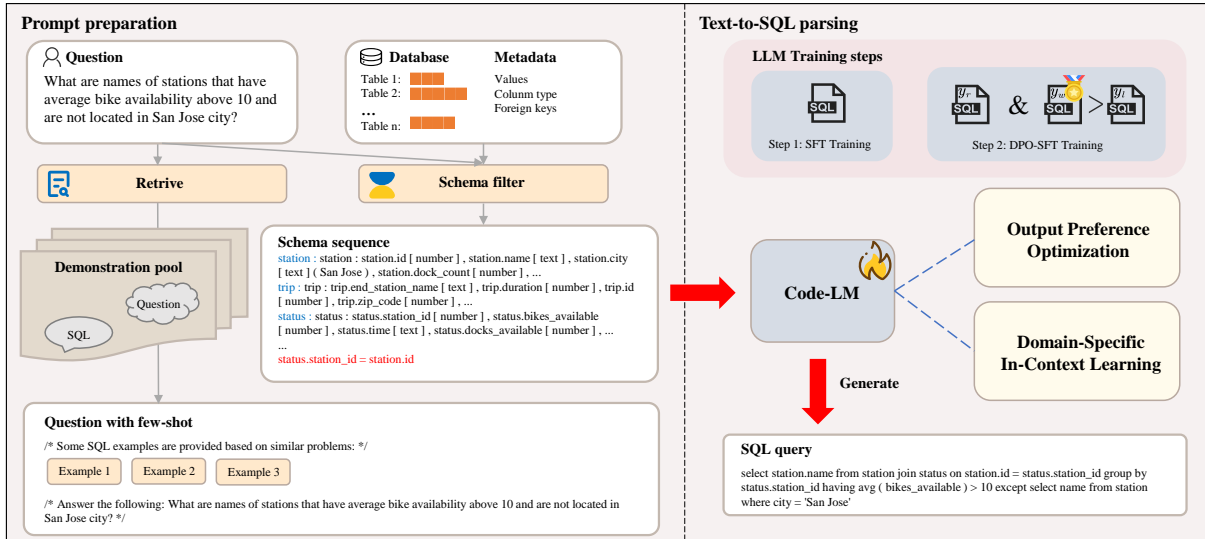 Prompt preparation
Question
What are names of stations that have
average bike availability above 10 and
are not located in San Jose city?
Database
Metadata
Table 1:
Table 2:
...
Table n:
Values
Colunm type
Foreign keys
Retrive
Schema filter
Demonstration pool
Question
SQL
Schema sequence
station : station : station.id [ number ] , station.name [ text ] , station.city
[ text ] ( San Jose ) , station.dock_count [ number ] , ...
trip : trip : trip.end_station_name [ text ] , trip.duration [ number ] , trip.id
[ number ] , trip.zip_code [ number ] , ...
status : status : status.station_id [ number ] , status.bikes_available
[ number ] , status.time [ text ] , status.docks_available [ number ] , ...
...
status.station_id = station.id
Question with few-shot
/* Some SQL examples are provided based on similar problems: */
Example 1
Example 2
Example 3
/* Answer the following: What are names of stations that have average bike availability above 10 and are not located in
San Jose city? */
Text-to-SQL parsing
LLM Training steps
SQL
Step 1: SFT Training
y_r SQL & y_w SQL > y_l SQL
Step 2: DPO-SFT Training
Code-LM
Output Preference
Optimization
Domain-Specific
In-Context Learning
Generate
SQL query
select station.name from station join status on station.id = status.station_id group by
status.station_id having avg ( bikes_available ) > 10 except select name from station
where city = 'San Jose'